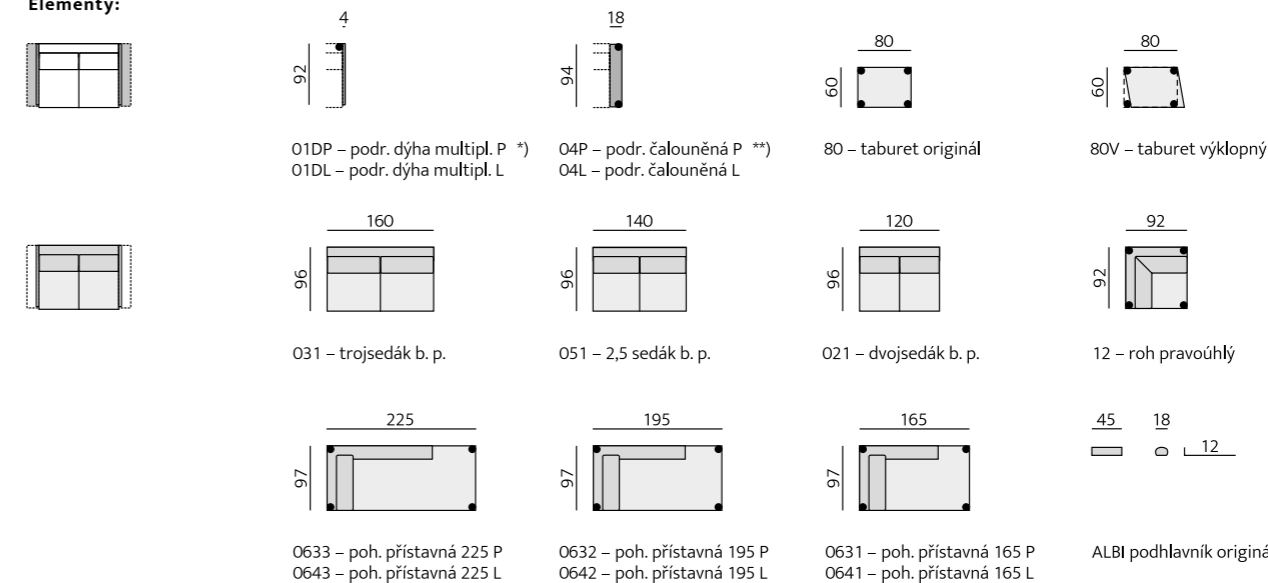 Elementy:
4
18
80
80
92
94
60
60
01DP – podr. dýha multipl. P *)
01DL – podr. dýha multipl. L
04P – podr. čalouněná P **)
04L – podr. čalouněná L
80 – taburet originál
80V – taburet výklopný
160
140
120
92
96
96
96
92
031 – trojsedák b. p.
051 – 2,5 sedák b. p.
021 – dvojsedák b. p.
12 – roh pravoúhlý
225
195
165
45
18
12
97
97
97
0633 – poh. přístavná 225 P
0643 – poh. přístavná 225 L
0632 – poh. přístavná 195 P
0642 – poh. přístavná 195 L
0631 – poh. přístavná 165 P
0641 – poh. přístavná 165 L
ALBI podhlavník originá